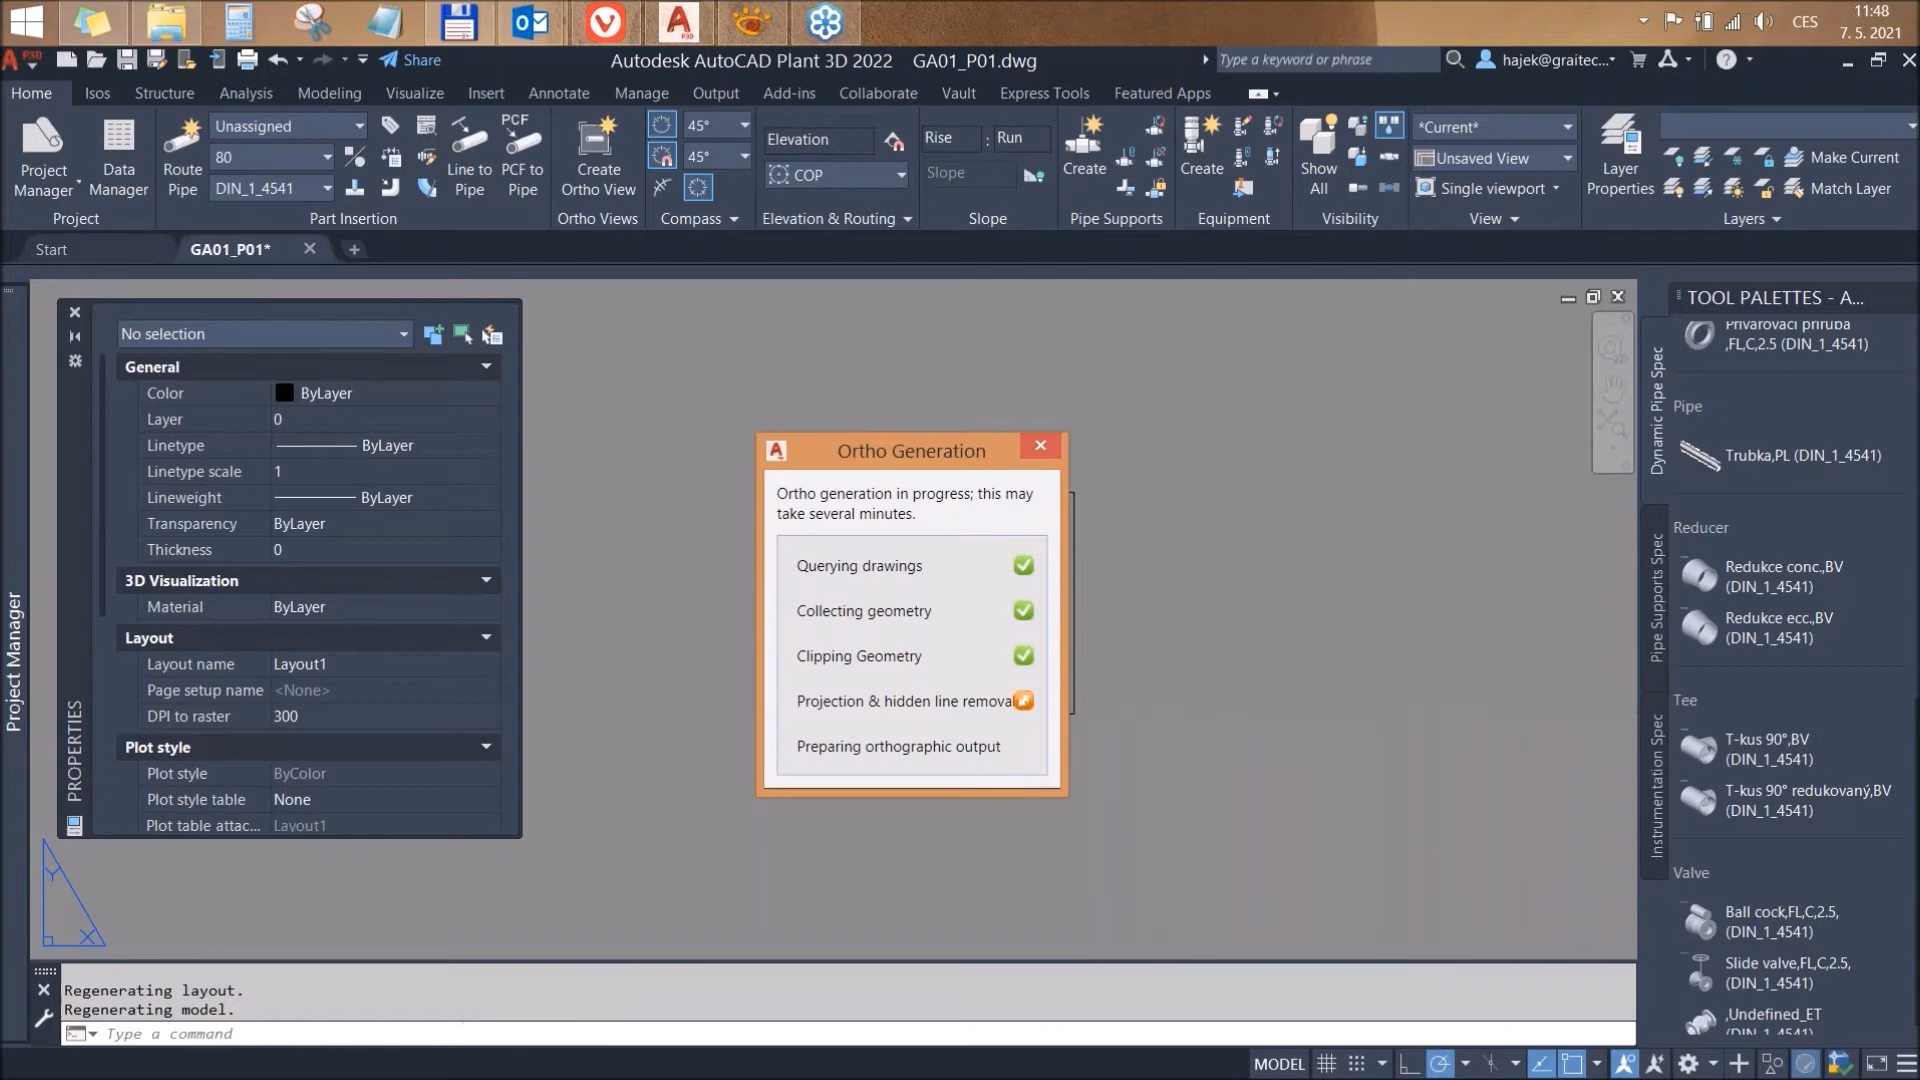 11:48
CES
7. 5. 2021
Share
Autodesk AutoCAD Plant 3D 2022 GA01_P01.dwg
Type a keyword or phrase
hajek@graitec...
Home Isos Structure Analysis Modeling Visualize Insert Annotate Manage Output Add-ins Collaborate Vault Express Tools Featured Apps
Project Manager
Data Manager
Project
Route Pipe
Unassigned
80
DIN_1_4541
Line to Pipe
PCF
PCF to Pipe
Part Insertion
Create Ortho View
Ortho Views
45°
45°
Compass
Elevation
COP
Elevation & Routing
Rise : Run
Slope
Slope
Create
Pipe Supports
Create
Equipment
Show All
Visibility
*Current*
Unsaved View
Single viewport
View
Layer Properties
Make Current
Match Layer
Layers
Start
GA01_P01*
Project Manager
PROPERTIES
No selection
General
Color ByLayer
Layer 0
Linetype ByLayer
Linetype scale 1
Lineweight ByLayer
Transparency ByLayer
Thickness 0
3D Visualization
Material ByLayer
Layout
Layout name Layout1
Page setup name <None>
DPI to raster 300
Plot style
Plot style ByColor
Plot style table None
Plot table attac... Layout1
Y
X
Ortho Generation
Ortho generation in progress; this may
take several minutes.
Querying drawings
Collecting geometry
Clipping Geometry
Projection & hidden line removal
Preparing orthographic output
TOOL PALETTES - A...
Dynamic Pipe Spec
Pipe Supports Spec
Instrumentation Spec
Přivařovací příruba
,FL,C,2.5 (DIN_1_4541)
Pipe
Trubka,PL (DIN_1_4541)
Reducer
Redukce conc.,BV
(DIN_1_4541)
Redukce ecc.,BV
(DIN_1_4541)
Tee
T-kus 90°,BV
(DIN_1_4541)
T-kus 90° redukovaný,BV
(DIN_1_4541)
Valve
Ball cock,FL,C,2.5,
(DIN_1_4541)
Slide valve,FL,C,2.5,
(DIN_1_4541)
,Undefined_ET
(DIN_1_4541)
Regenerating layout.
Regenerating model.
Type a command
MODEL